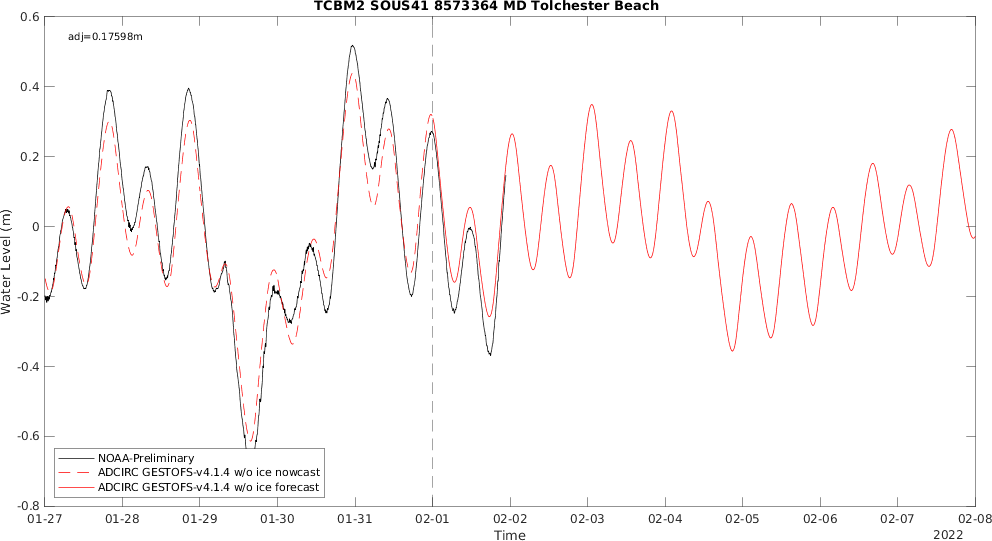 TCBM2 SOUS41 8573364 MD Tolchester Beach
adj=0.17598m
0.6
0.4
0.2
0
-0.2
-0.4
-0.6
-0.8
Water Level (m)
NOAA-Preliminary
ADCIRC GESTOFS-v4.1.4 w/o ice nowcast
ADCIRC GESTOFS-v4.1.4 w/o ice forecast
01-27 01-28 01-29 01-30 01-31 02-01 02-02 02-03 02-04 02-05 02-06 02-07 02-08
Time
2022